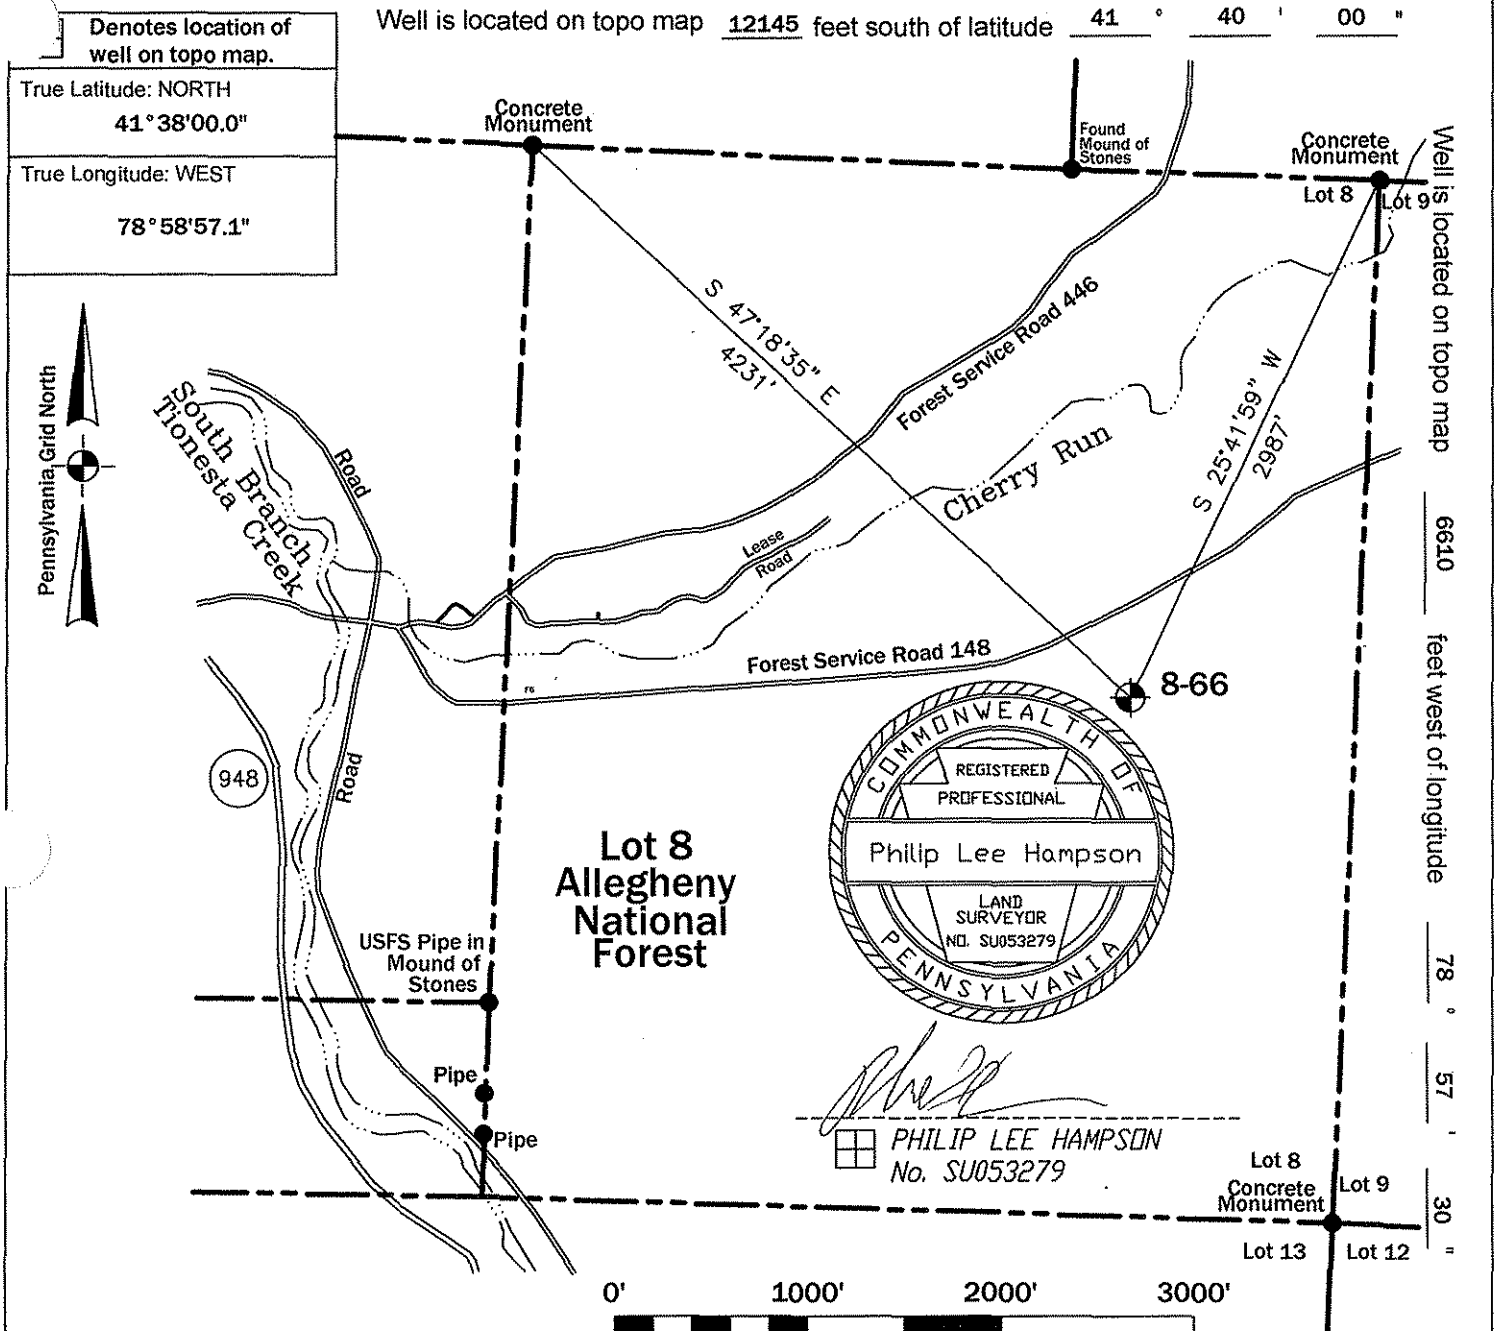 Well is located on topo map 12145 feet south of latitude 41 ° 40 ' 00 "
Denotes location of
well on topo map.
True Latitude: NORTH
41°38'00.0"
True Longitude: WEST
78°58'57.1"
Concrete
Monument
Found
Mound of
Stones
Concrete
Monument
Lot 8
Lot 9
Well is located on topo map 6610 feet west of longitude 78 ° 57 ' 30 "
S 47°18'35" E
4231'
Forest Service Road 446
S 25°41'59" W
2987'
Pennsylvania Grid North
South Branch
Tionesta Creek
Road
Cherry Run
Lease
Road
Forest Service Road 148
8-66
948
Road
COMMONWEALTH OF
REGISTERED
PROFESSIONAL
Philip Lee Hampson
LAND
SURVEYOR
NO. SU053279
PENNSYLVANIA
Lot 8
Allegheny
National
Forest
USFS Pipe in
Mound of
Stones
Pipe
Pipe
PHILIP LEE HAMPSON
No. SU053279
Lot 8
Concrete
Monument
Lot 9
Lot 13
Lot 12
0' 1000' 2000' 3000'